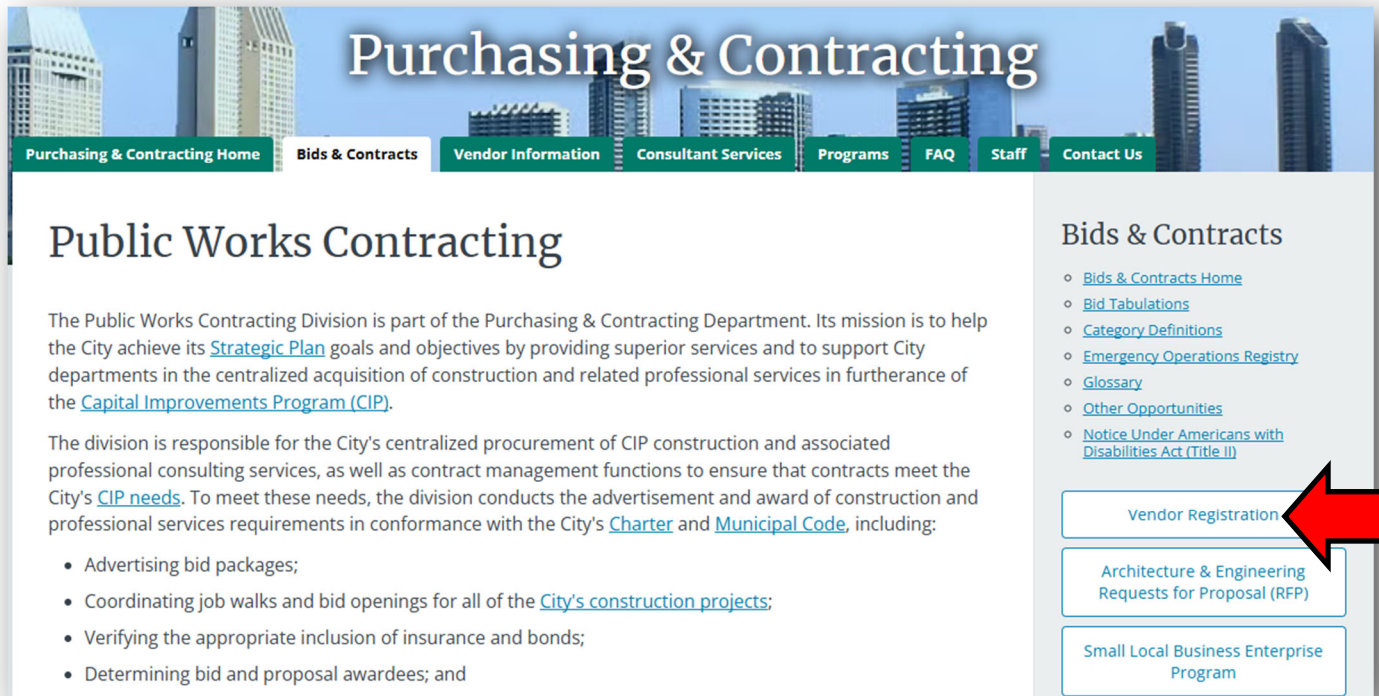 Purchasing & Contracting
Purchasing & Contracting Home
Bids & Contracts
Vendor Information
Consultant Services
Programs
FAQ
Staff
Contact Us
Public Works Contracting
The Public Works Contracting Division is part of the Purchasing & Contracting Department. Its mission is to help
the City achieve its Strategic Plan goals and objectives by providing superior services and to support City
departments in the centralized acquisition of construction and related professional services in furtherance of
the Capital Improvements Program (CIP).
The division is responsible for the City's centralized procurement of CIP construction and associated
professional consulting services, as well as contract management functions to ensure that contracts meet the
City's CIP needs. To meet these needs, the division conducts the advertisement and award of construction and
professional services requirements in conformance with the City's Charter and Municipal Code, including:
• Advertising bid packages;
• Coordinating job walks and bid openings for all of the City's construction projects;
• Verifying the appropriate inclusion of insurance and bonds;
• Determining bid and proposal awardees; and
Bids & Contracts
Bids & Contracts Home
Bid Tabulations
Category Definitions
Emergency Operations Registry
Glossary
Other Opportunities
Notice Under Americans with
Disabilities Act (Title II)
Vendor Registration
Architecture & Engineering
Requests for Proposal (RFP)
Small Local Business Enterprise
Program